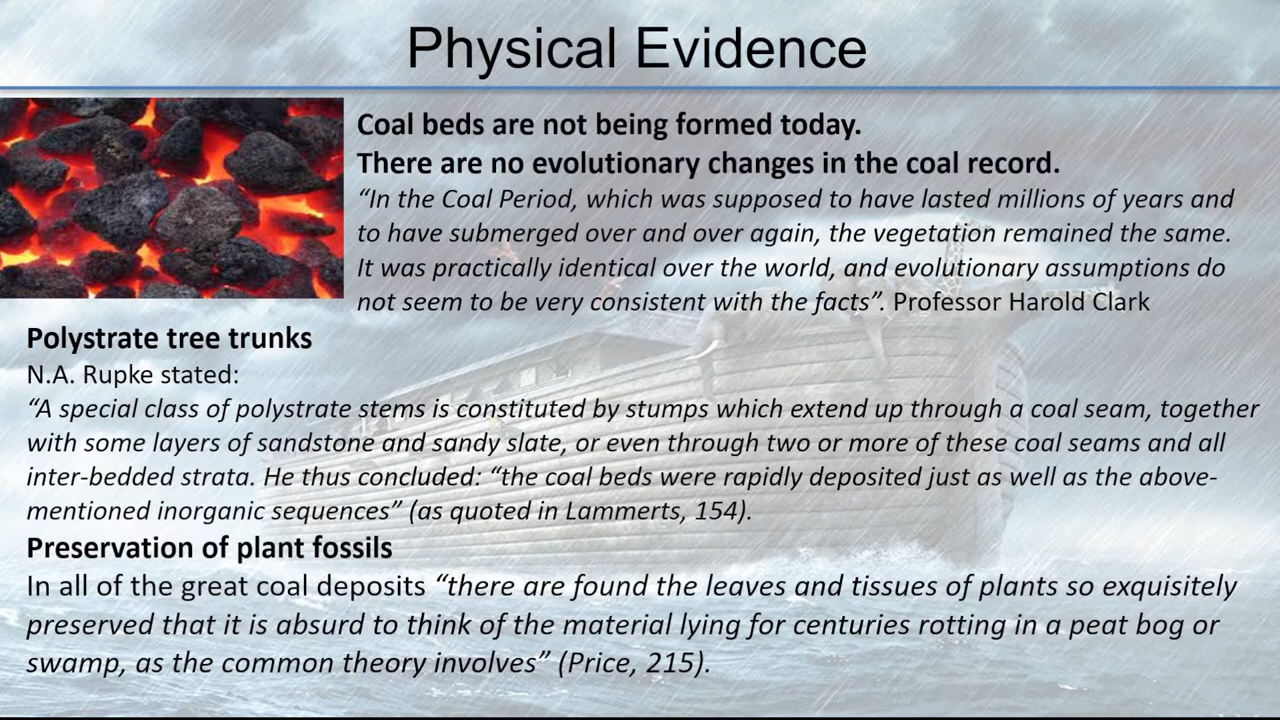 Physical Evidence
Coal beds are not being formed today.
There are no evolutionary changes in the coal record.
“In the Coal Period, which was supposed to have lasted millions of years and
to have submerged over and over again, the vegetation remained the same.
It was practically identical over the world, and evolutionary assumptions do
not seem to be very consistent with the facts”. Professor Harold Clark
Polystrate tree trunks
N.A. Rupke stated:
“A special class of polystrate stems is constituted by stumps which extend up through a coal seam, together
with some layers of sandstone and sandy slate, or even through two or more of these coal seams and all
inter-bedded strata. He thus concluded: “the coal beds were rapidly deposited just as well as the above-
mentioned inorganic sequences” (as quoted in Lammerts, 154).
Preservation of plant fossils
In all of the great coal deposits “there are found the leaves and tissues of plants so exquisitely
preserved that it is absurd to think of the material lying for centuries rotting in a peat bog or
swamp, as the common theory involves” (Price, 215).